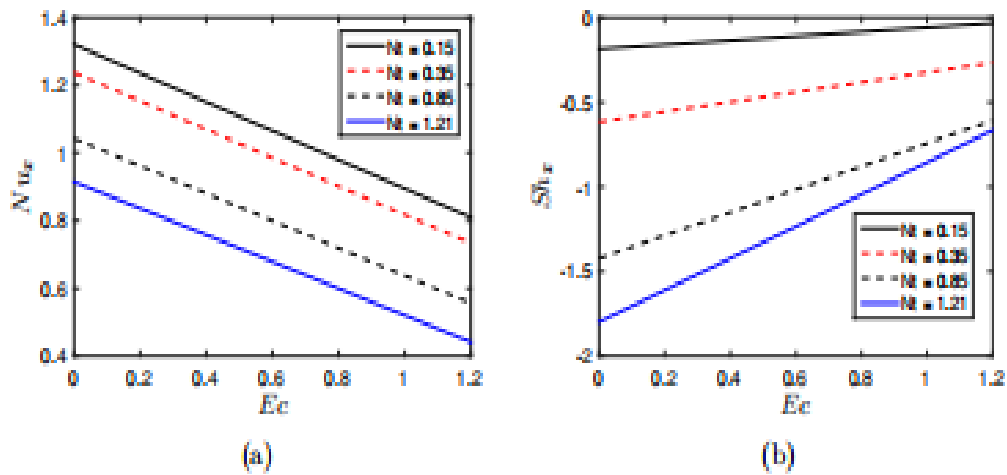 1.4
1.2
1
0.8
0.6
0.4
Nu_x
0 0.2 0.4 0.6 0.8 1 1.2
Ec
Nt = 0.15
Nt = 0.35
Nt = 0.85
Nt = 1.21
(a)
0
-0.5
-1
-1.5
-2
Sh_x
0 0.2 0.4 0.6 0.8 1 1.2
Ec
Nt = 0.15
Nt = 0.35
Nt = 0.85
Nt = 1.21
(b)